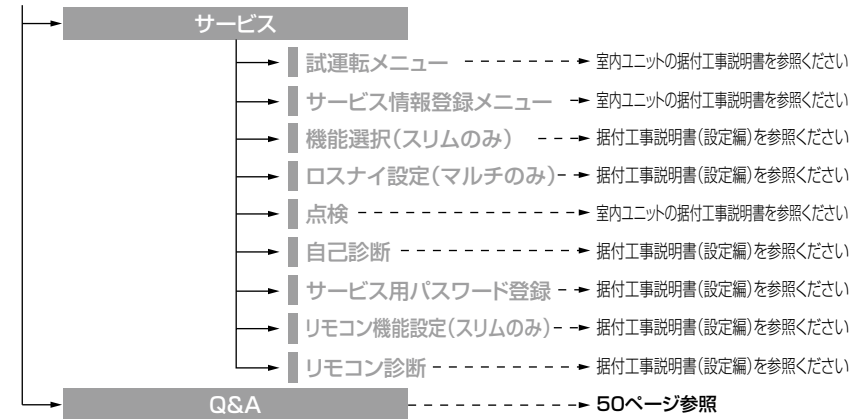 サービス
試運転メニュー 室内ユニットの据付工事説明書を参照ください
サービス情報登録メニュー 室内ユニットの据付工事説明書を参照ください
機能選択(スリムのみ) 据付工事説明書(設定編)を参照ください
ロスナイ設定(マルチのみ) 据付工事説明書(設定編)を参照ください
点検 室内ユニットの据付工事説明書を参照ください
自己診断 据付工事説明書(設定編)を参照ください
サービス用パスワード登録 据付工事説明書(設定編)を参照ください
リモコン機能設定(スリムのみ) 据付工事説明書(設定編)を参照ください
リモコン診断 据付工事説明書(設定編)を参照ください
Q&A 50ページ参照